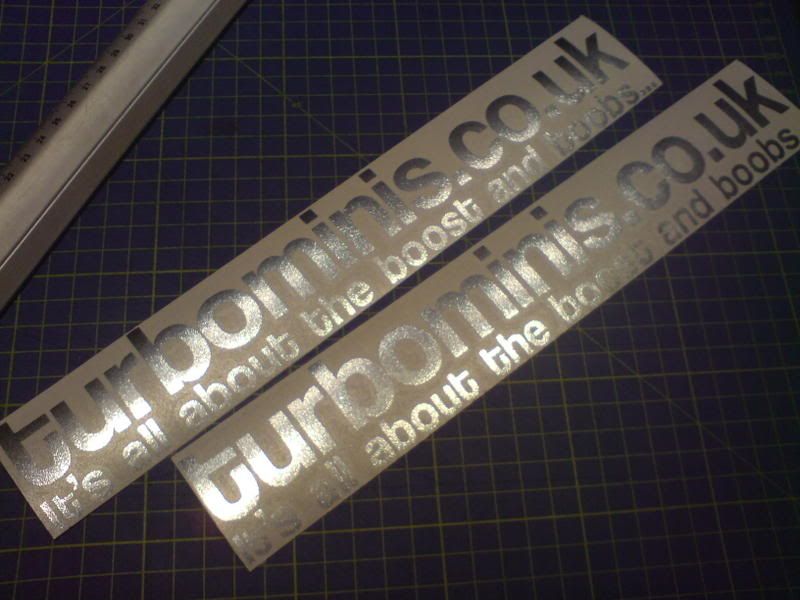 turbominis.co.uk
It's all about the boost and boobs...
turbominis.co.uk
It's all about the boost and boobs